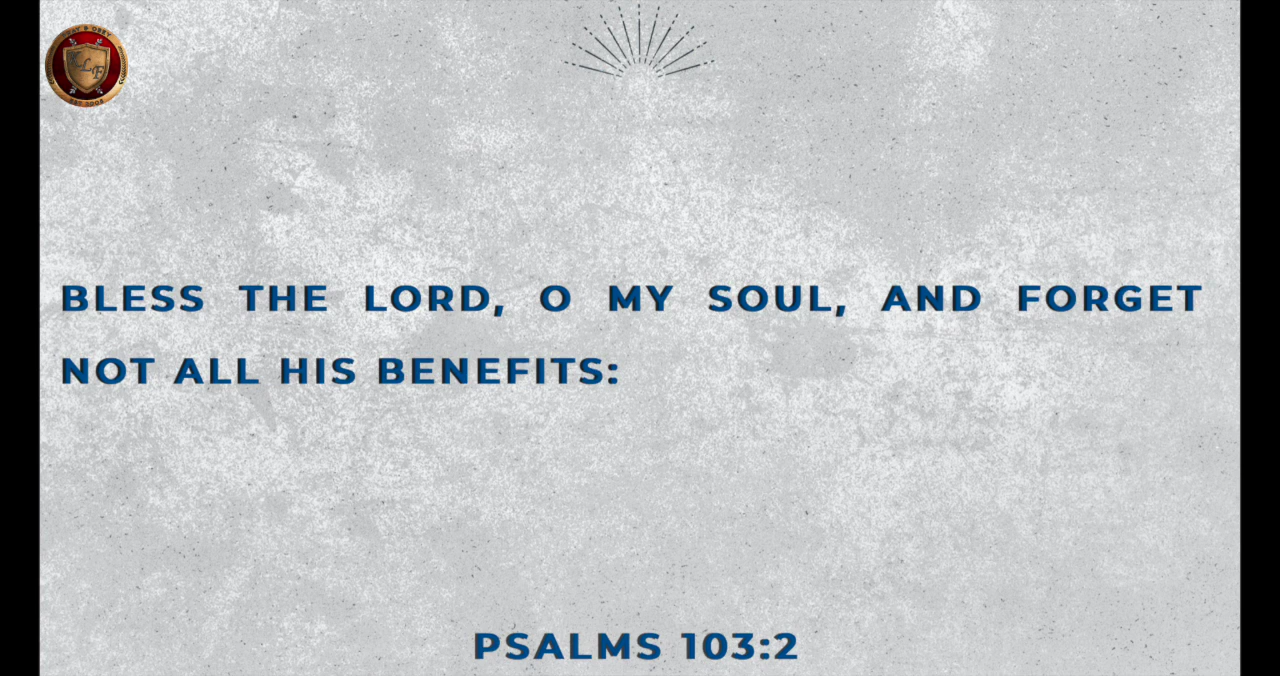 BLESS THE LORD, O MY SOUL, AND FORGET
NOT ALL HIS BENEFITS:
PSALMS 103:2